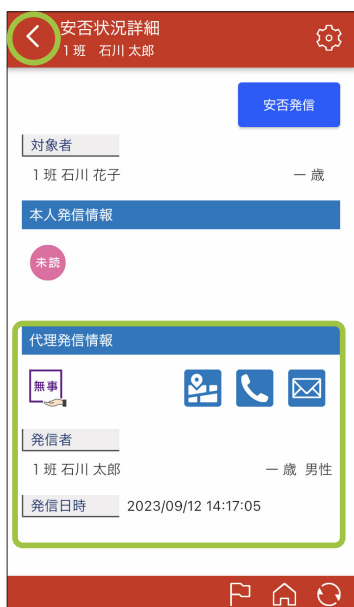 安否状況詳細
1班 石川 太郎
安否発信
対象者
1班 石川 花子 ー 歳
本人発信情報
未読
代理発信情報
無事
発信者
1班 石川 太郎 ー 歳 男性
発信日時 2023/09/12 14:17:05